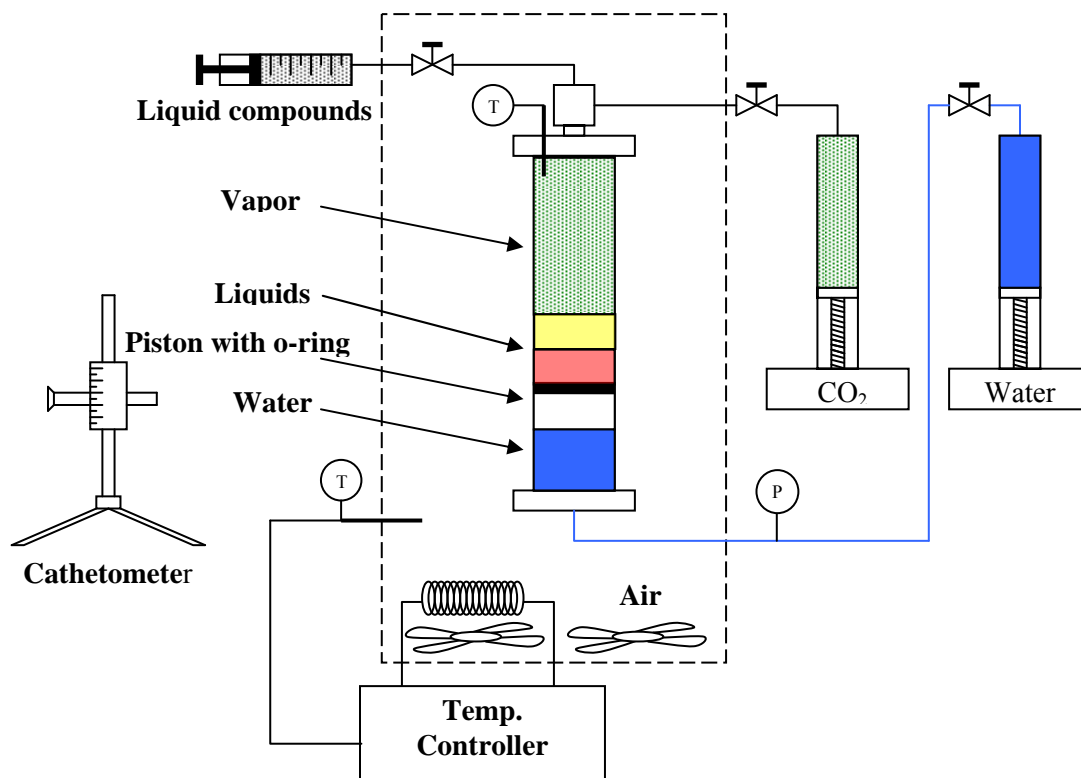 Liquid compounds
T
Vapor
Liquids
Piston with o-ring
Water
CO2
Water
T
P
Cathetometer
Air
Temp.
Controller